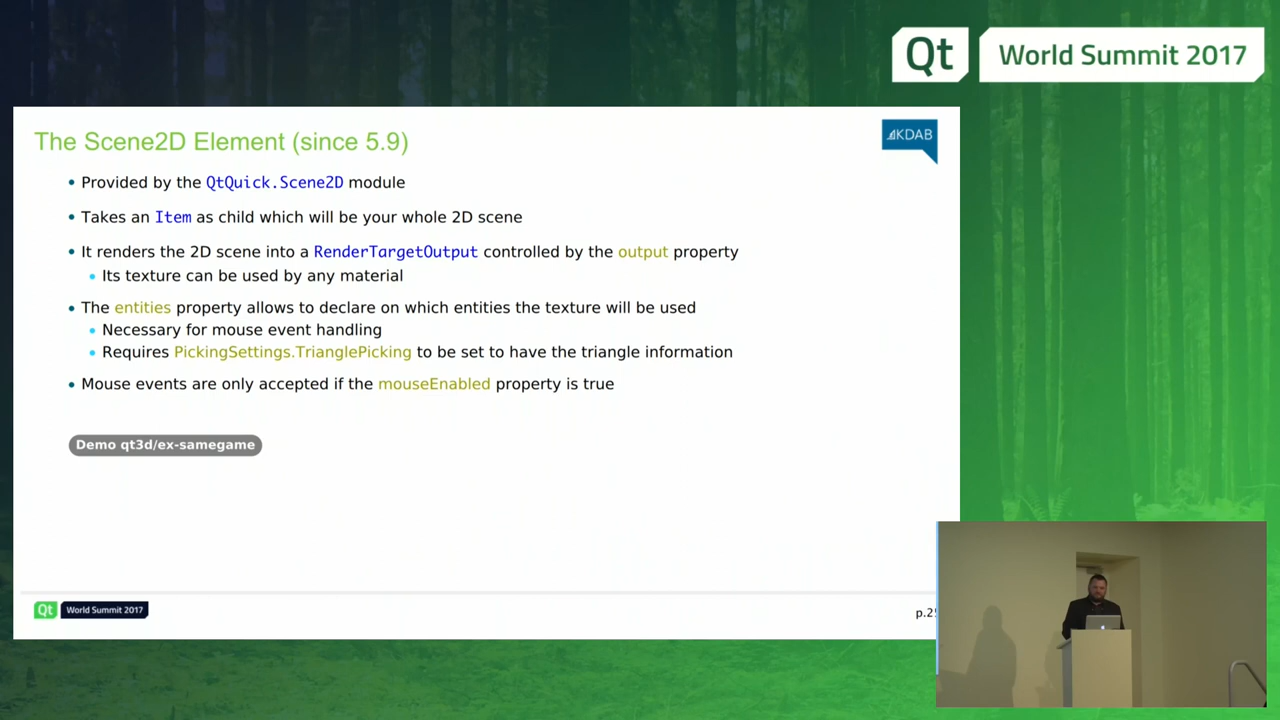 Qt World Summit 2017
The Scene2D Element (since 5.9)
KDAB
• Provided by the QtQuick.Scene2D module
• Takes an Item as child which will be your whole 2D scene
• It renders the 2D scene into a RenderTargetOutput controlled by the output property
• Its texture can be used by any material
• The entities property allows to declare on which entities the texture will be used
• Necessary for mouse event handling
• Requires PickingSettings.TrianglePicking to be set to have the triangle information
• Mouse events are only accepted if the mouseEnabled property is true
Demo qt3d/ex-samegame
Qt World Summit 2017